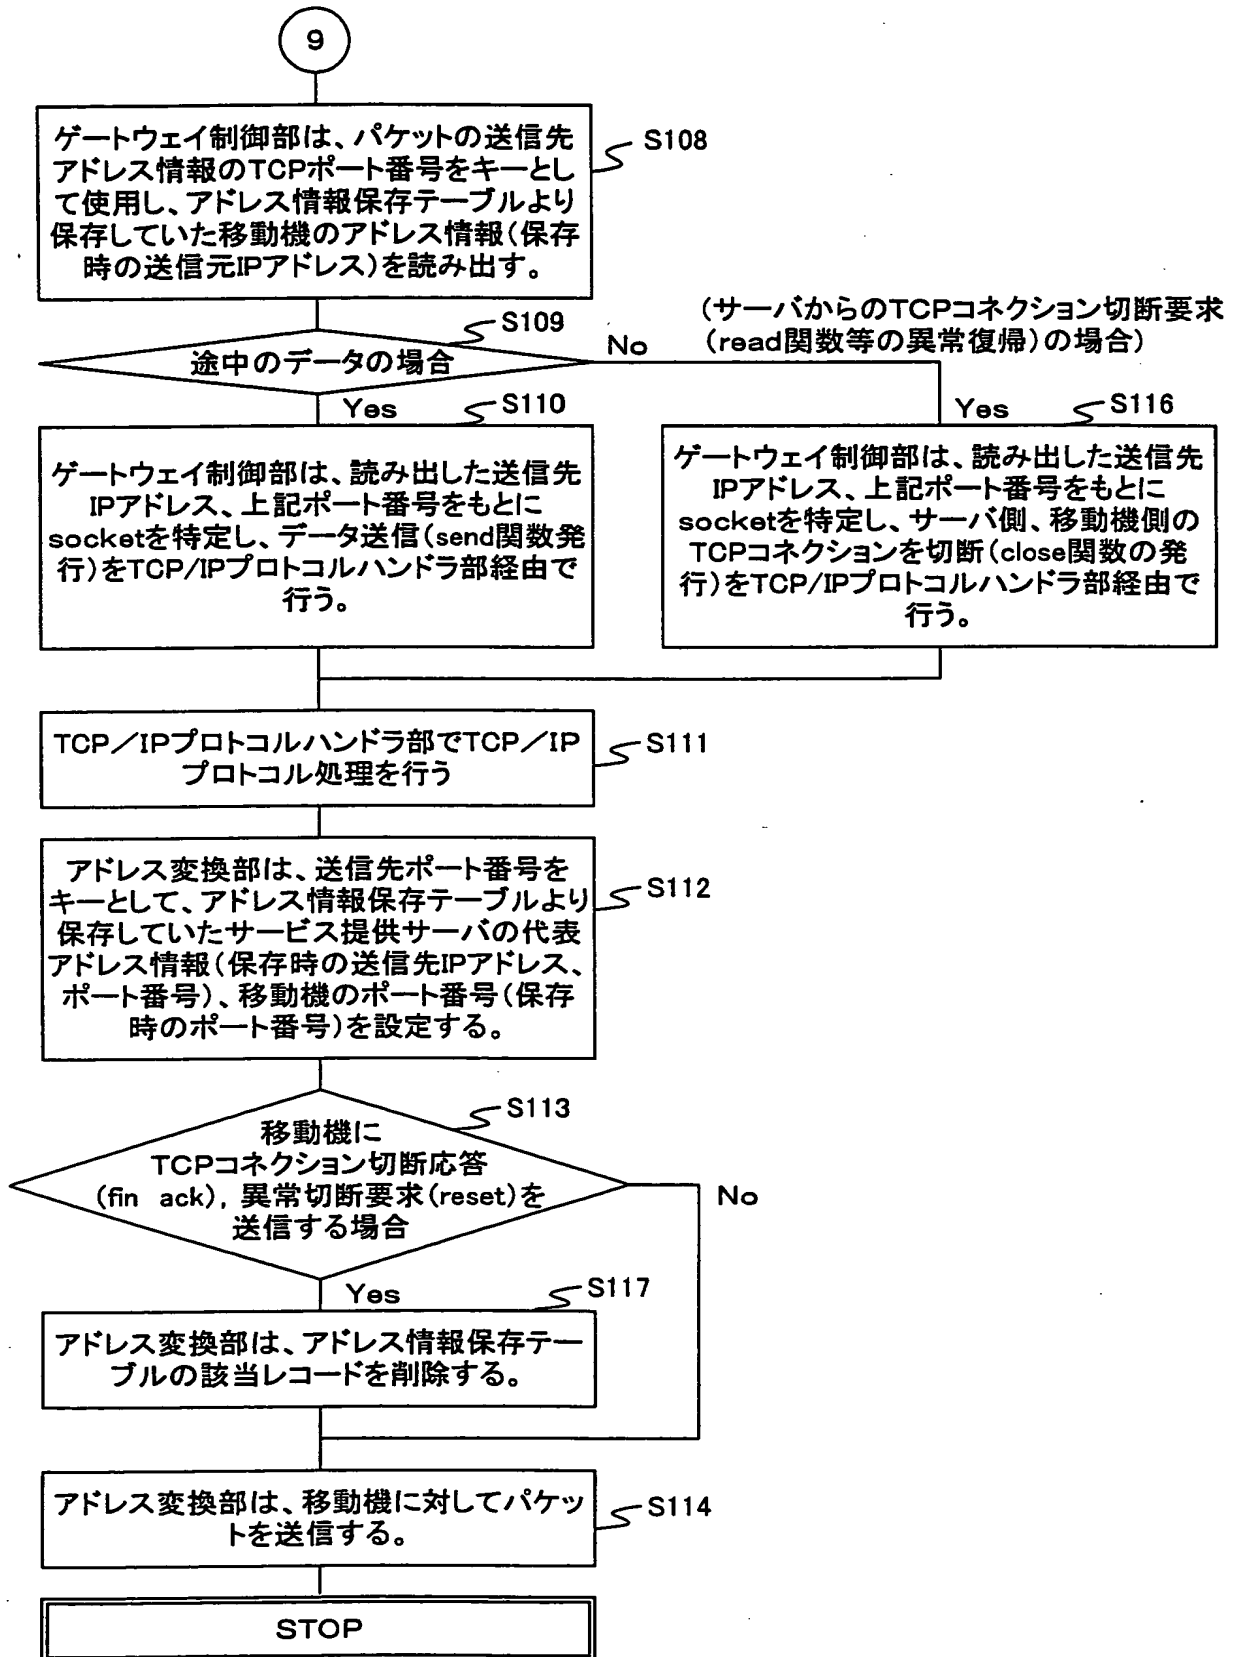 9
ゲートウェイ制御部は、パケットの送信先
アドレス情報のTCPポート番号をキーとし
て使用し、アドレス情報保存テーブルより
保存していた移動機のアドレス情報(保存
時の送信元IPアドレス)を読み出す。
S108
S109
途中のデータの場合
No
(サーバからのTCPコネクション切断要求
(read関数等の異常復帰)の場合)
Yes
S110
Yes
S116
ゲートウェイ制御部は、読み出した送信先
IPアドレス、上記ポート番号をもとに
socketを特定し、データ送信(send関数発
行)をTCP/IPプロトコルハンドラ部経由で
行う。
ゲートウェイ制御部は、読み出した送信先
IPアドレス、上記ポート番号をもとに
socketを特定し、サーバ側、移動機側の
TCPコネクションを切断(close関数の発
行)をTCP/IPプロトコルハンドラ部経由で
行う。
TCP/IPプロトコルハンドラ部でTCP/IP
プロトコル処理を行う
S111
アドレス変換部は、送信先ポート番号を
キーとして、アドレス情報保存テーブルより
保存していたサービス提供サーバの代表
アドレス情報(保存時の送信先IPアドレス、
ポート番号)、移動機のポート番号(保存
時のポート番号)を設定する。
S112
S113
移動機に
TCPコネクション切断応答
(fin ack), 異常切断要求(reset)を
送信する場合
No
Yes
S117
アドレス変換部は、アドレス情報保存テー
ブルの該当レコードを削除する。
アドレス変換部は、移動機に対してパケッ
トを送信する。
S114
STOP